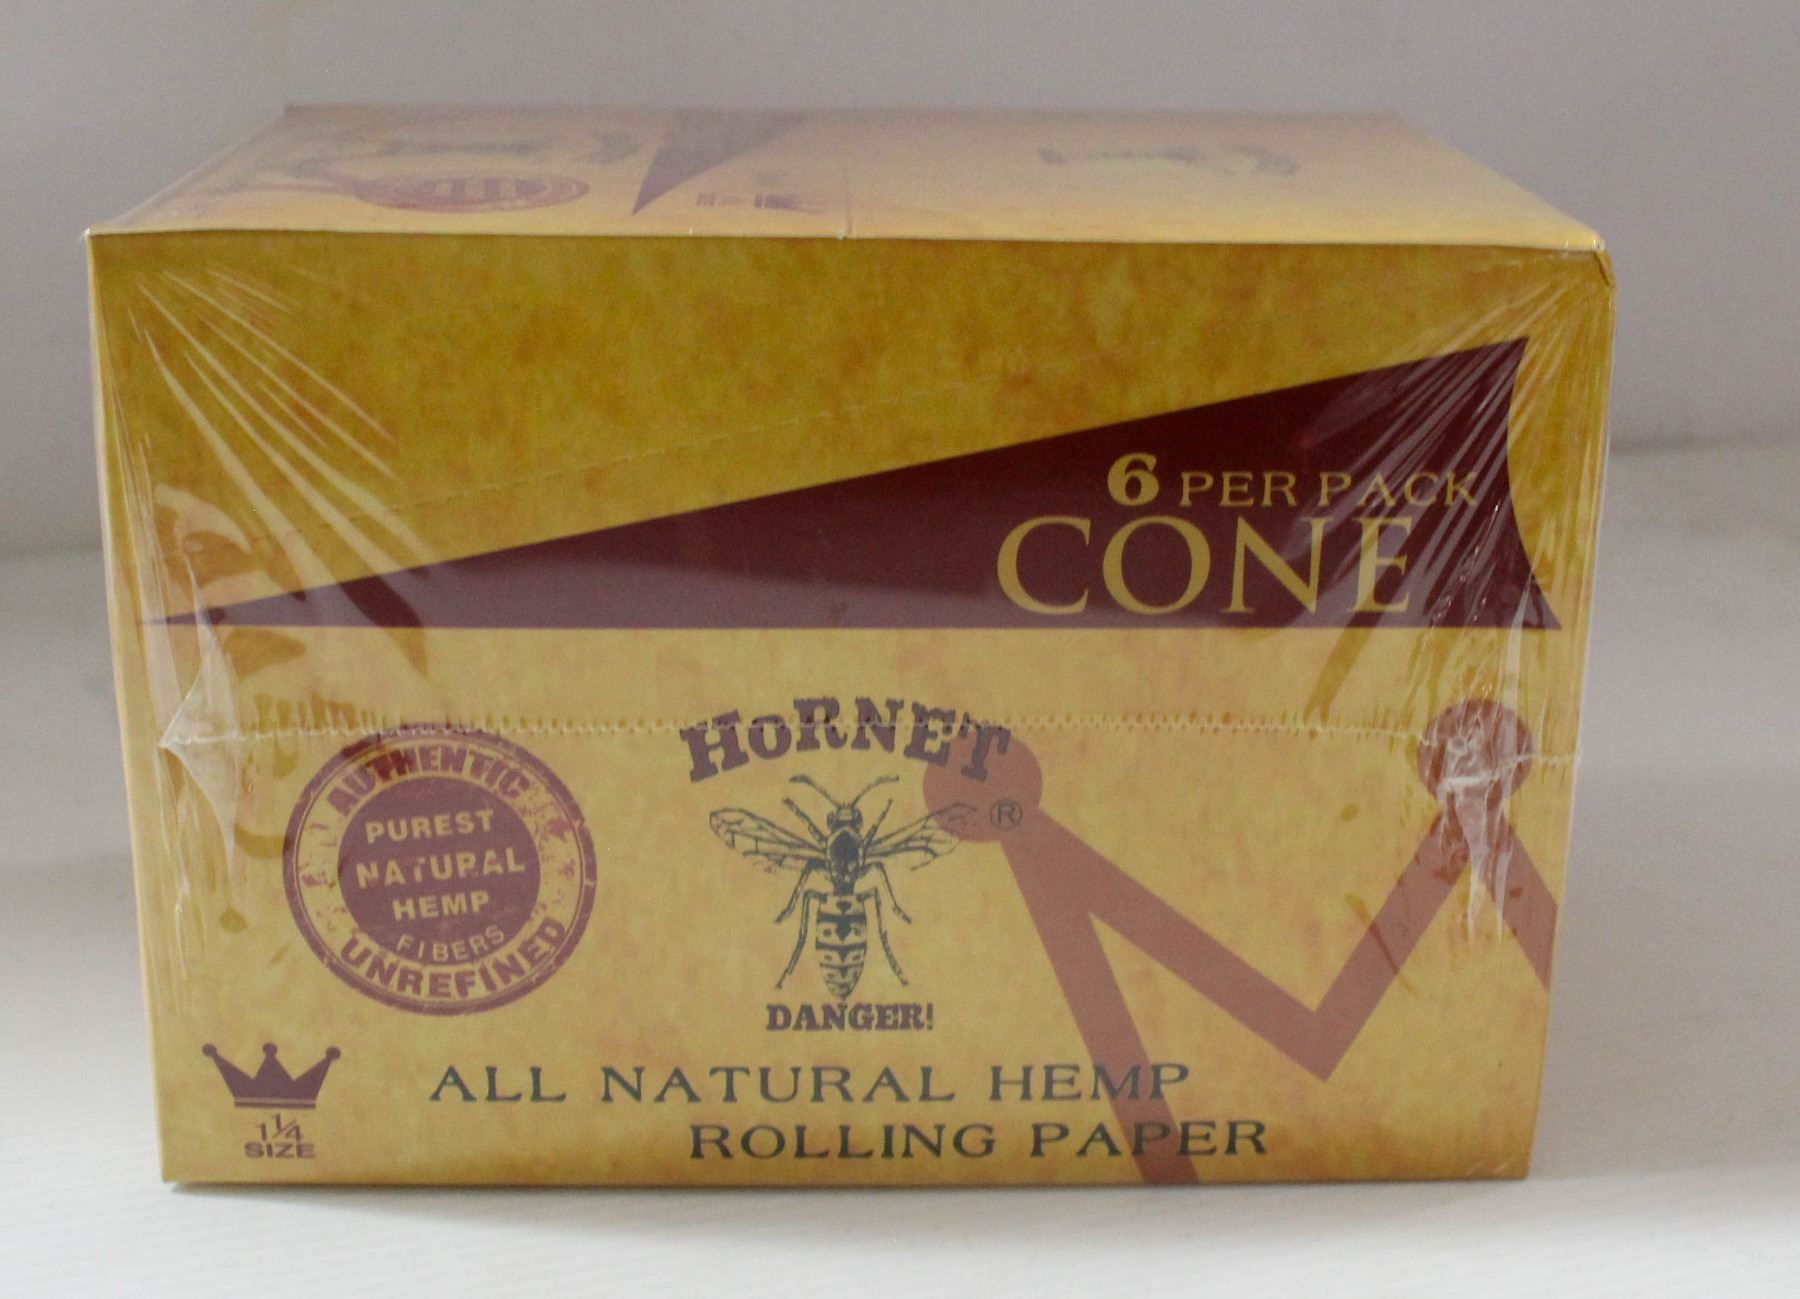 6 PER PACK
CONE
HORNET
®
AUTHENTIC
PUREST
NATURAL
HEMP
FIBERS
UNREFINED
DANGER!
1¼
SIZE
ALL NATURAL HEMP
ROLLING PAPER